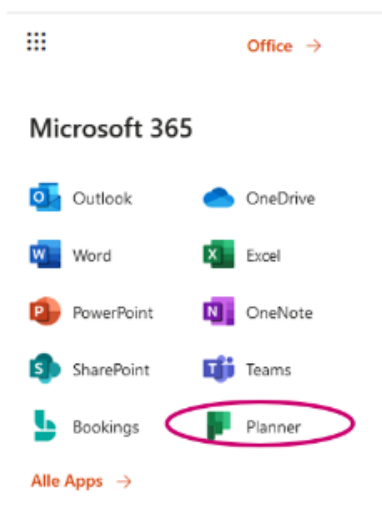 Office →
Microsoft 365
Outlook
OneDrive
Word
Excel
PowerPoint
OneNote
SharePoint
Teams
Bookings
Planner
Alle Apps →